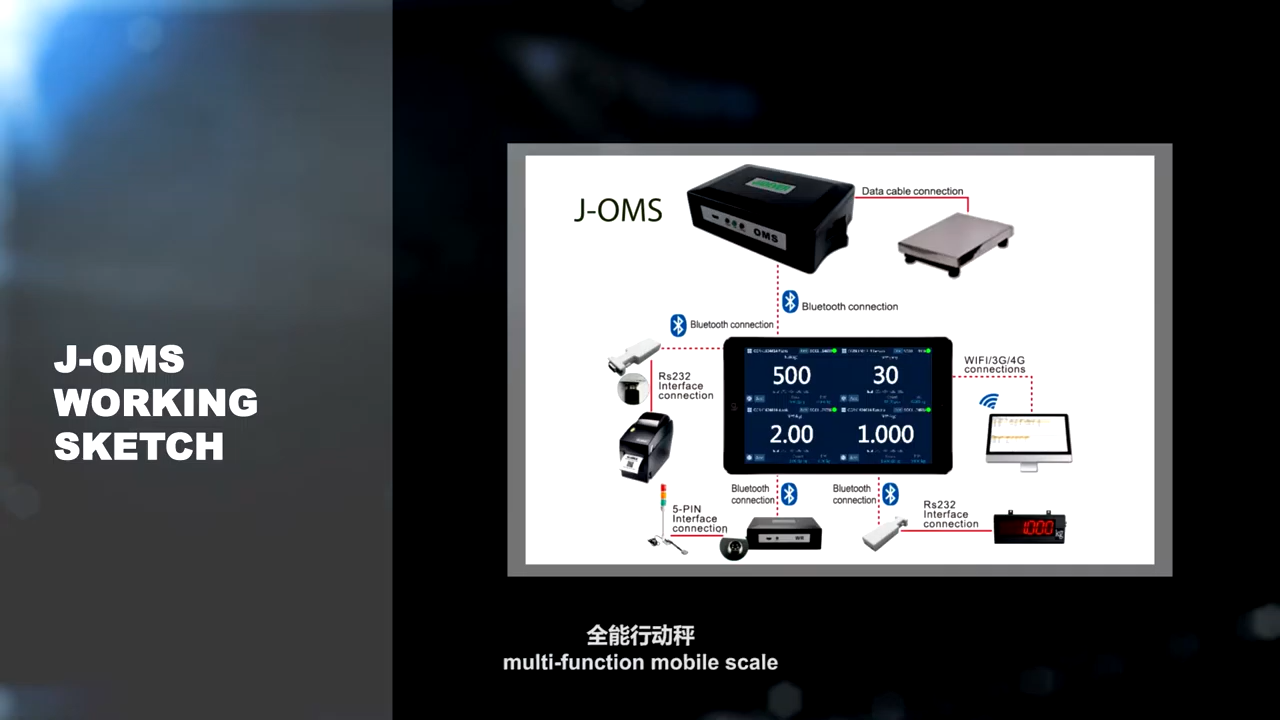 J-OMS
WORKING
SKETCH
J-OMS
OMS
Data cable connection
Bluetooth connection
Bluetooth connection
Rs232
Interface
connection
WIFI/3G/4G
connections
500
30
2.00
1.000
Bluetooth
connection
Bluetooth
connection
5-PIN
Interface
connection
Rs232
Interface
connection
全能行动秤
multi-function mobile scale